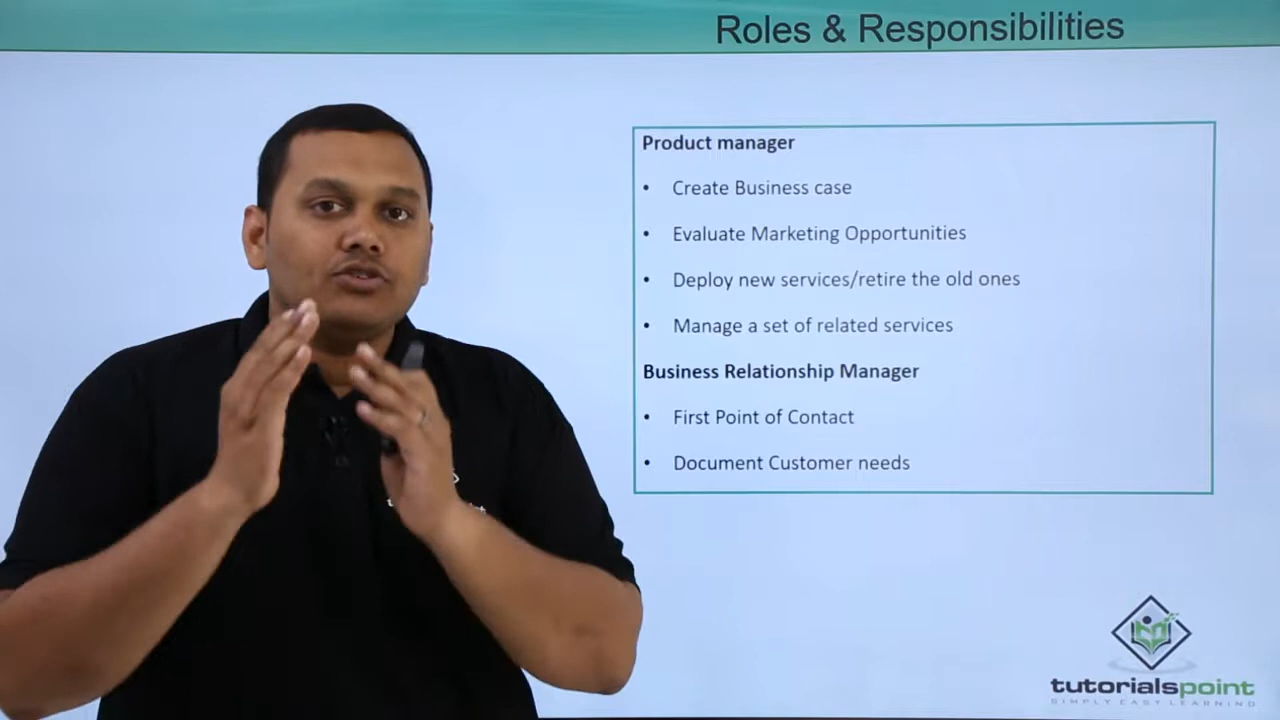 Roles & Responsibilities
Product manager
• Create Business case
• Evaluate Marketing Opportunities
• Deploy new services/retire the old ones
• Manage a set of related services
Business Relationship Manager
• First Point of Contact
• Document Customer needs
tutorialspoint
SIMPLY EASY LEARNING